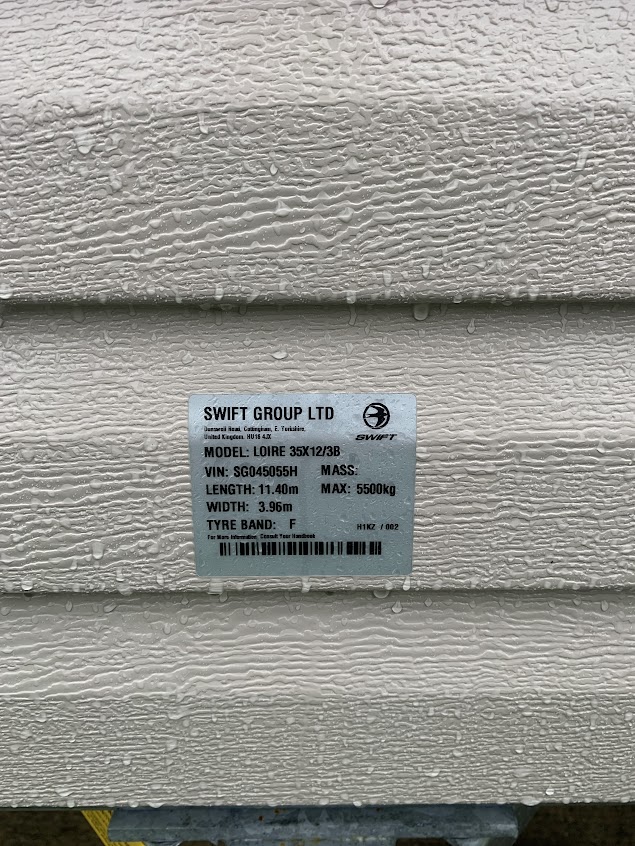 SWIFT GROUP LTD
Dunswell Road, Cottingham, E. Yorkshire,
United Kingdom. HU16 4JX
SWIFT
MODEL: LOIRE 35X12/3B
VIN: SG045055H MASS:
LENGTH: 11.40m MAX: 5500kg
WIDTH: 3.96m
TYRE BAND: F H1KZ / 002
For More Information Consult Your Handbook